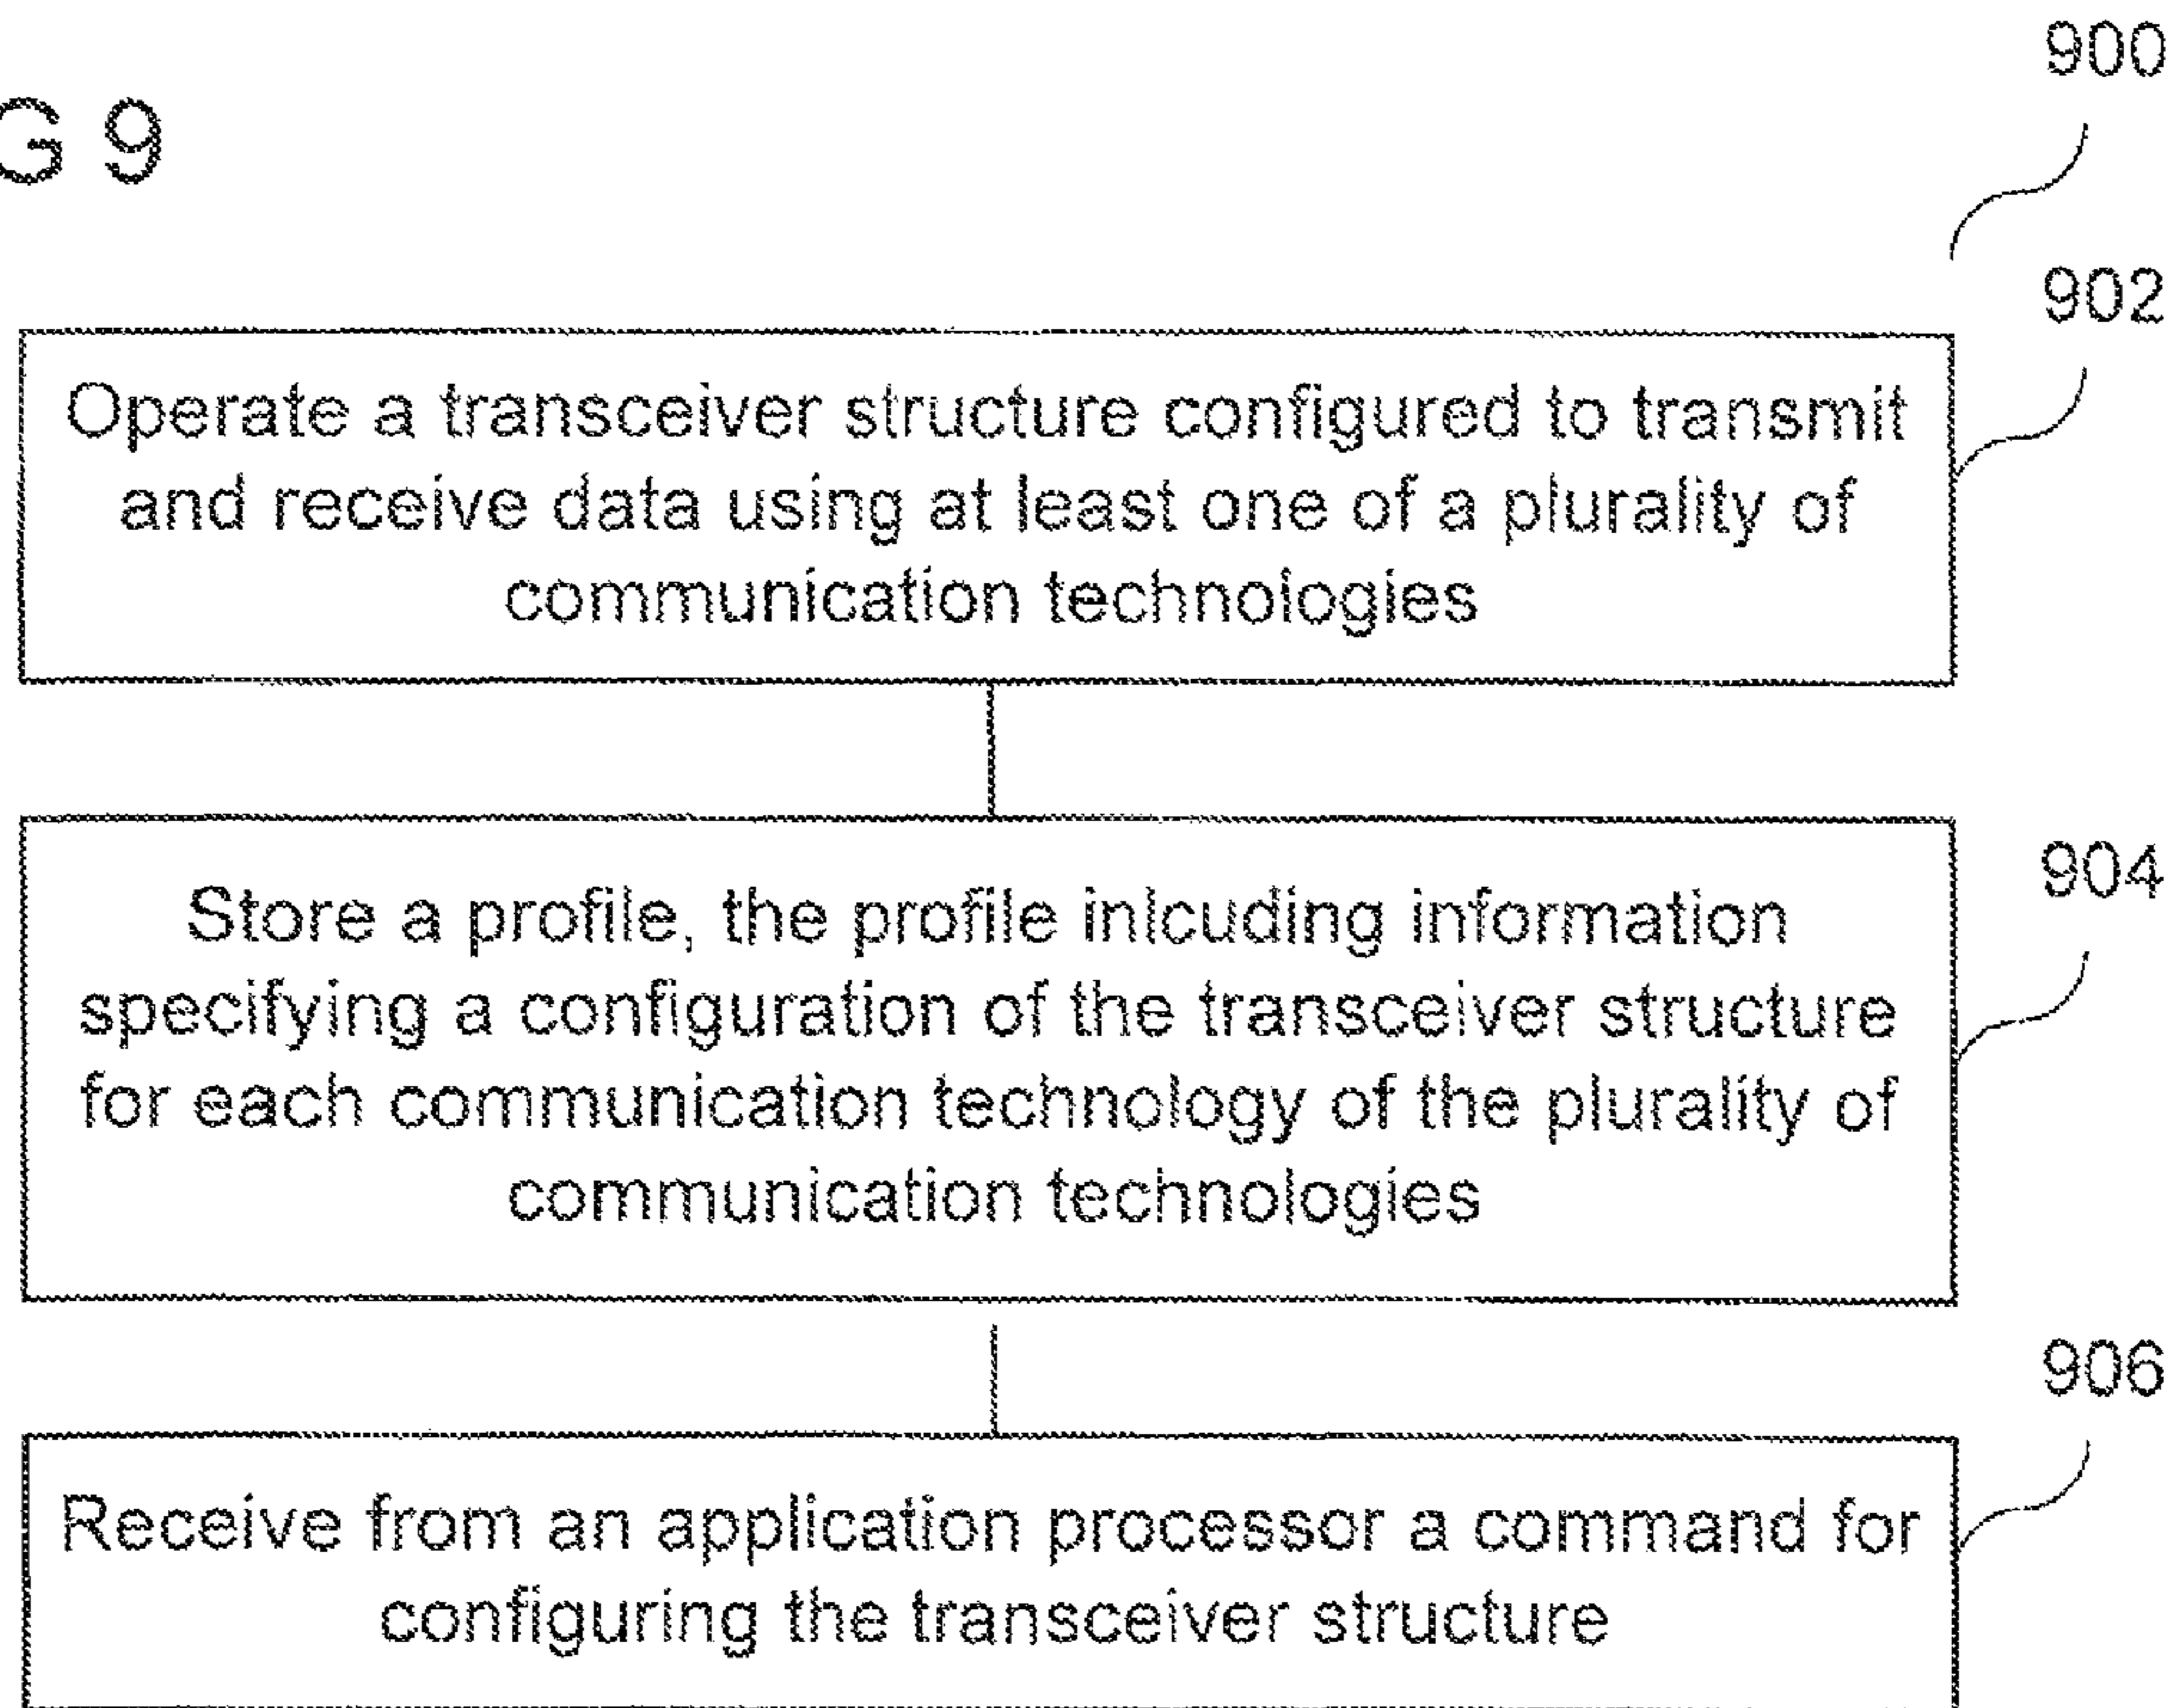 G 9
900
902
Operate a transceiver structure configured to transmit
and receive data using at least one of a plurality of
communication technologies
904
Store a profile, the profile inlcuding information
specifying a configuration of the transceiver structure
for each communication technology of the plurality of
communication technologies
906
Receive from an application processor a command for
configuring the transceiver structure